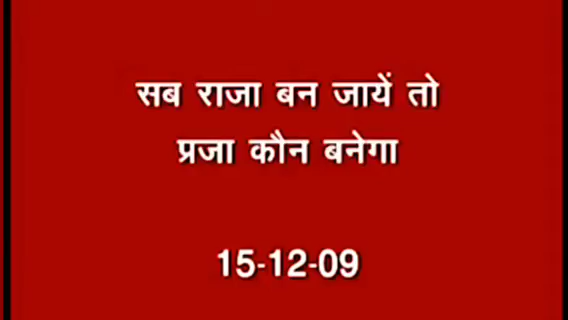 सब राजा बन जायें तो
प्रजा कौन बनेगा
15-12-09